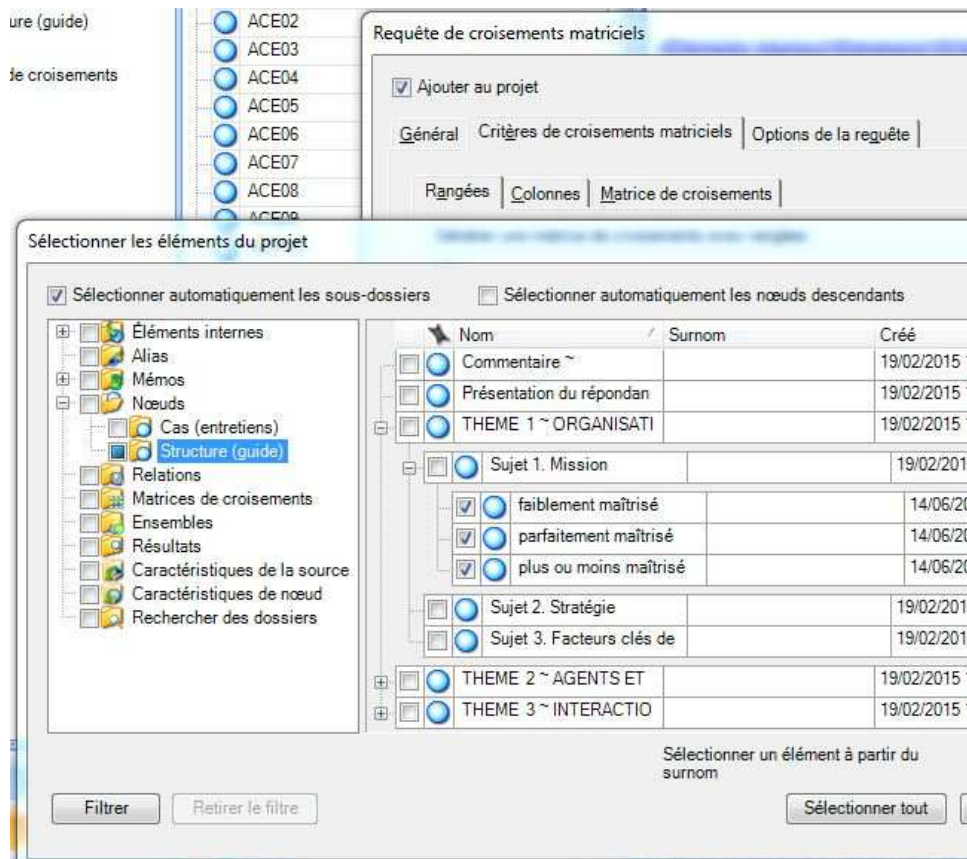 ure (guide)
de croisements
ACE02
ACE03
ACE04
ACE05
ACE06
ACE07
ACE08
ACE09
Requête de croisements matriciels
Ajouter au projet
Général Critères de croisements matriciels Options de la requête
Rangées Colonnes Matrice de croisements
Sélectionner les éléments du projet
Sélectionner automatiquement les sous-dossiers Sélectionner automatiquement les nœuds descendants
Éléments internes
Alias
Mémos
Nœuds
Cas (entretiens)
Structure (guide)
Relations
Matrices de croisements
Ensembles
Résultats
Caractéristiques de la source
Caractéristiques de nœud
Rechercher des dossiers
Nom Surnom Créé
Commentaire ~ 19/02/2015 1
Présentation du répondan 19/02/2015 1
THEME 1 ~ ORGANISATI 19/02/2015 1
Sujet 1. Mission 19/02/201
faiblement maîtrisé 14/06/20
parfaitement maîtrisé 14/06/20
plus ou moins maîtrisé 14/06/20
Sujet 2. Stratégie 19/02/201
Sujet 3. Facteurs clés de 19/02/201
THEME 2 ~ AGENTS ET 19/02/2015 1
THEME 3 ~ INTERACTIO 19/02/2015 1
Sélectionner un élément à partir du
surnom
Filtrer Retirer le filtre Sélectionner tout